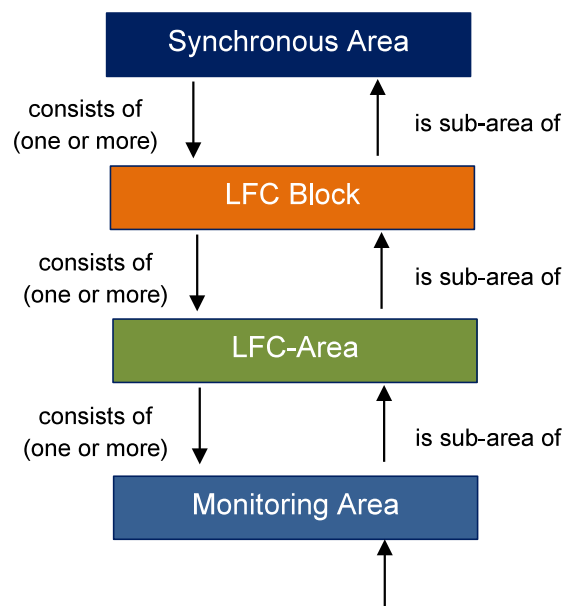 Synchronous Area
consists of
(one or more)
is sub-area of
LFC Block
consists of
(one or more)
is sub-area of
LFC-Area
consists of
(one or more)
is sub-area of
Monitoring Area